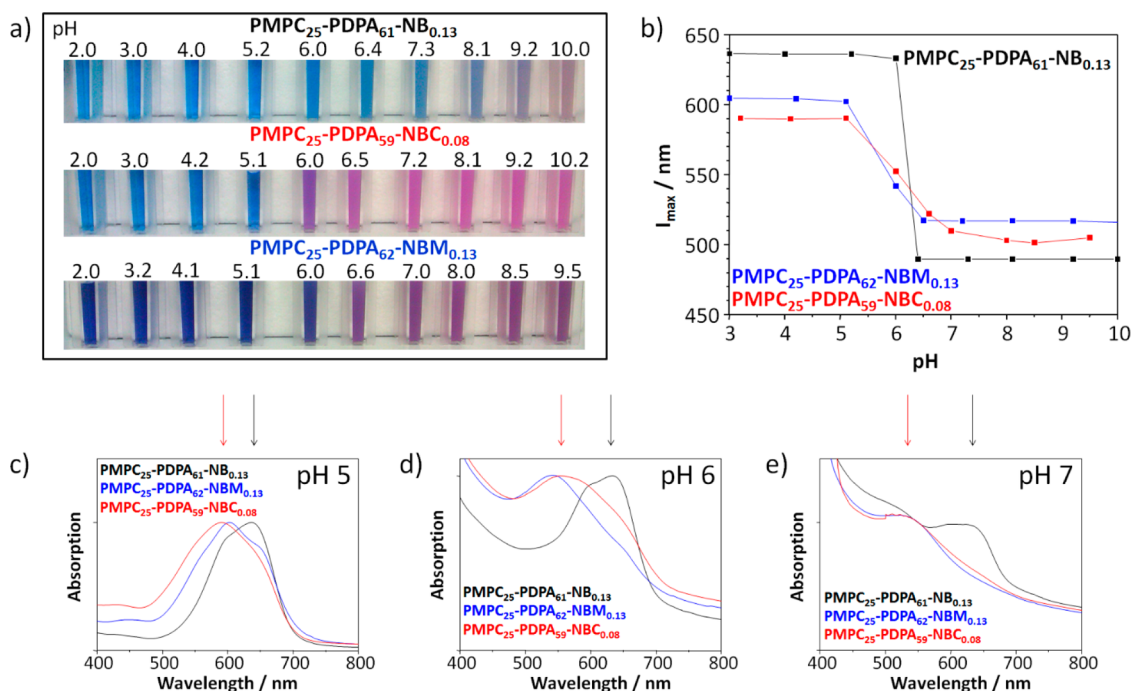 a)
pH
PMPC₂₅-PDPA₆₁-NB₀.₁₃
2.0 3.0 4.0 5.2 6.0 6.4 7.3 8.1 9.2 10.0
PMPC₂₅-PDPA₅₉-NBC₀.₀₈
2.0 3.0 4.2 5.1 6.0 6.5 7.2 8.1 9.2 10.2
PMPC₂₅-PDPA₆₂-NBM₀.₁₃
2.0 3.2 4.1 5.1 6.0 6.6 7.0 8.0 8.5 9.5
b)
650
600
550
500
450
I_max / nm
PMPC₂₅-PDPA₆₁-NB₀.₁₃
PMPC₂₅-PDPA₆₂-NBM₀.₁₃
PMPC₂₅-PDPA₅₉-NBC₀.₀₈
3 4 5 6 7 8 9 10
pH
c)
PMPC₂₅-PDPA₆₁-NB₀.₁₃
PMPC₂₅-PDPA₆₂-NBM₀.₁₃
PMPC₂₅-PDPA₅₉-NBC₀.₀₈
pH 5
Absorption
400 500 600 700 800
Wavelength / nm
d)
pH 6
PMPC₂₅-PDPA₆₁-NB₀.₁₃
PMPC₂₅-PDPA₆₂-NBM₀.₁₃
PMPC₂₅-PDPA₅₉-NBC₀.₀₈
Absorption
400 500 600 700 800
Wavelength / nm
e)
pH 7
PMPC₂₅-PDPA₆₁-NB₀.₁₃
PMPC₂₅-PDPA₆₂-NBM₀.₁₃
PMPC₂₅-PDPA₅₉-NBC₀.₀₈
Absorption
400 500 600 700 800
Wavelength / nm